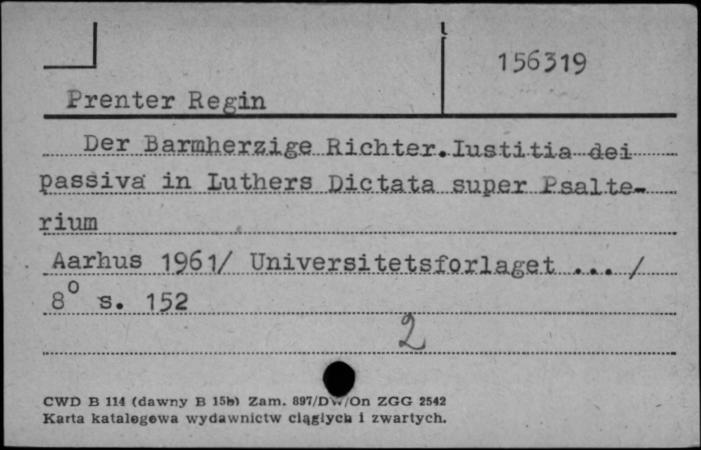 156319
Prenter Regin
Der Barmherzige Richter. Iustitia dei
passiva in Luthers Dictata super Psalte-
rium
Aarhus 1961/ Universitetsforlaget ... /
8° s. 152
2
CWD B 114 (dawny B 15b) Zam. 897/DW/On ZGG 2542
Karta katalogowa wydawnictw ciągłych i zwartych.